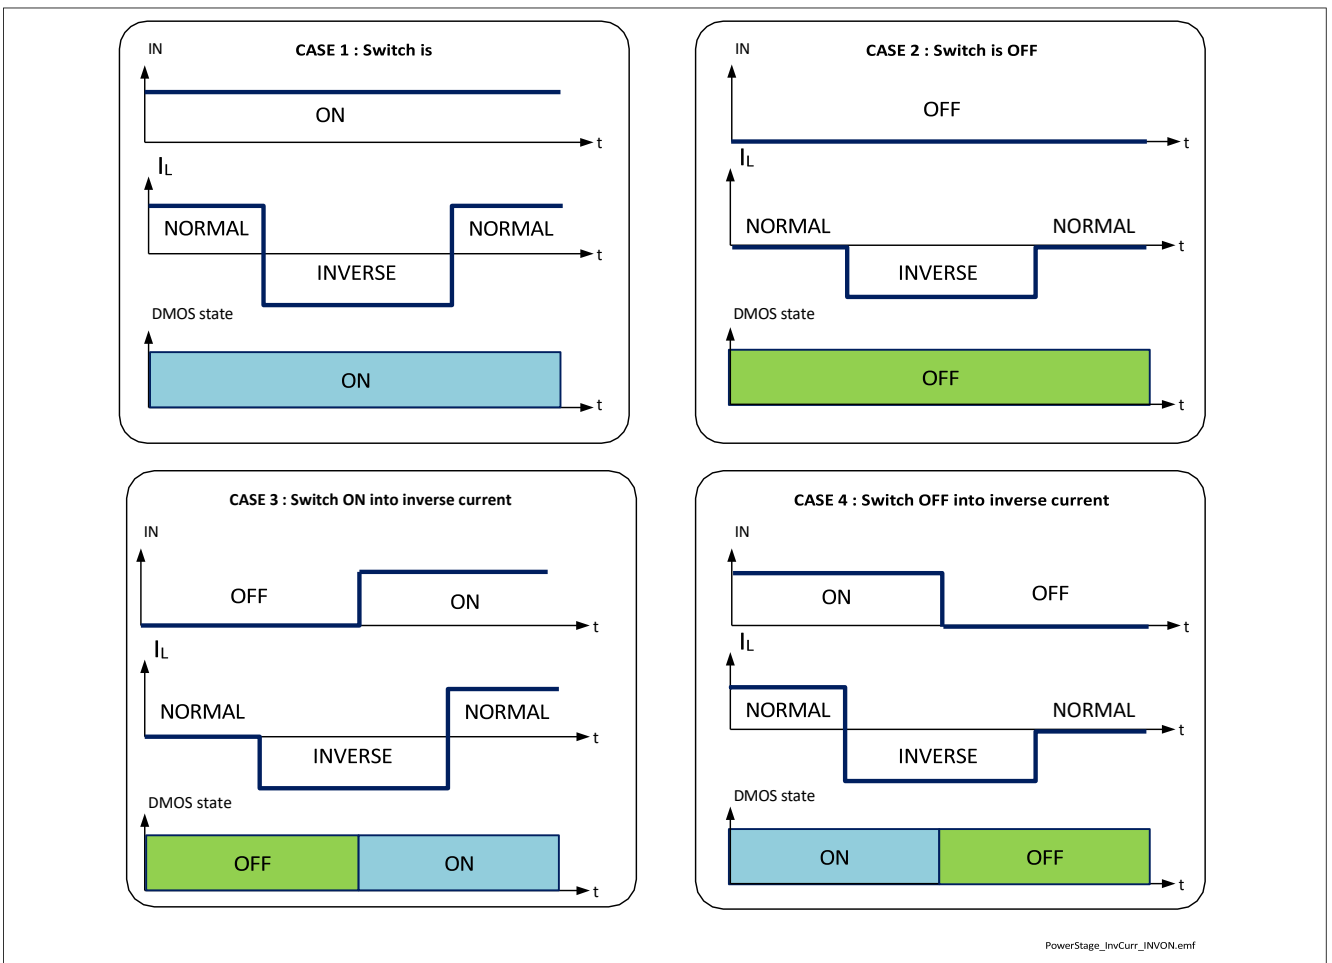 CASE 1 : Switch is
IN
ON
t
IL
NORMAL
NORMAL
t
INVERSE
DMOS state
ON
t
CASE 2 : Switch is OFF
IN
OFF
t
IL
NORMAL
NORMAL
t
INVERSE
DMOS state
OFF
t
CASE 3 : Switch ON into inverse current
IN
OFF
ON
t
IL
NORMAL
NORMAL
t
INVERSE
DMOS state
OFF
ON
t
CASE 4 : Switch OFF into inverse current
IN
ON
OFF
t
IL
NORMAL
NORMAL
t
INVERSE
DMOS state
ON
OFF
t
PowerStage_InvCurr_INVON.emf